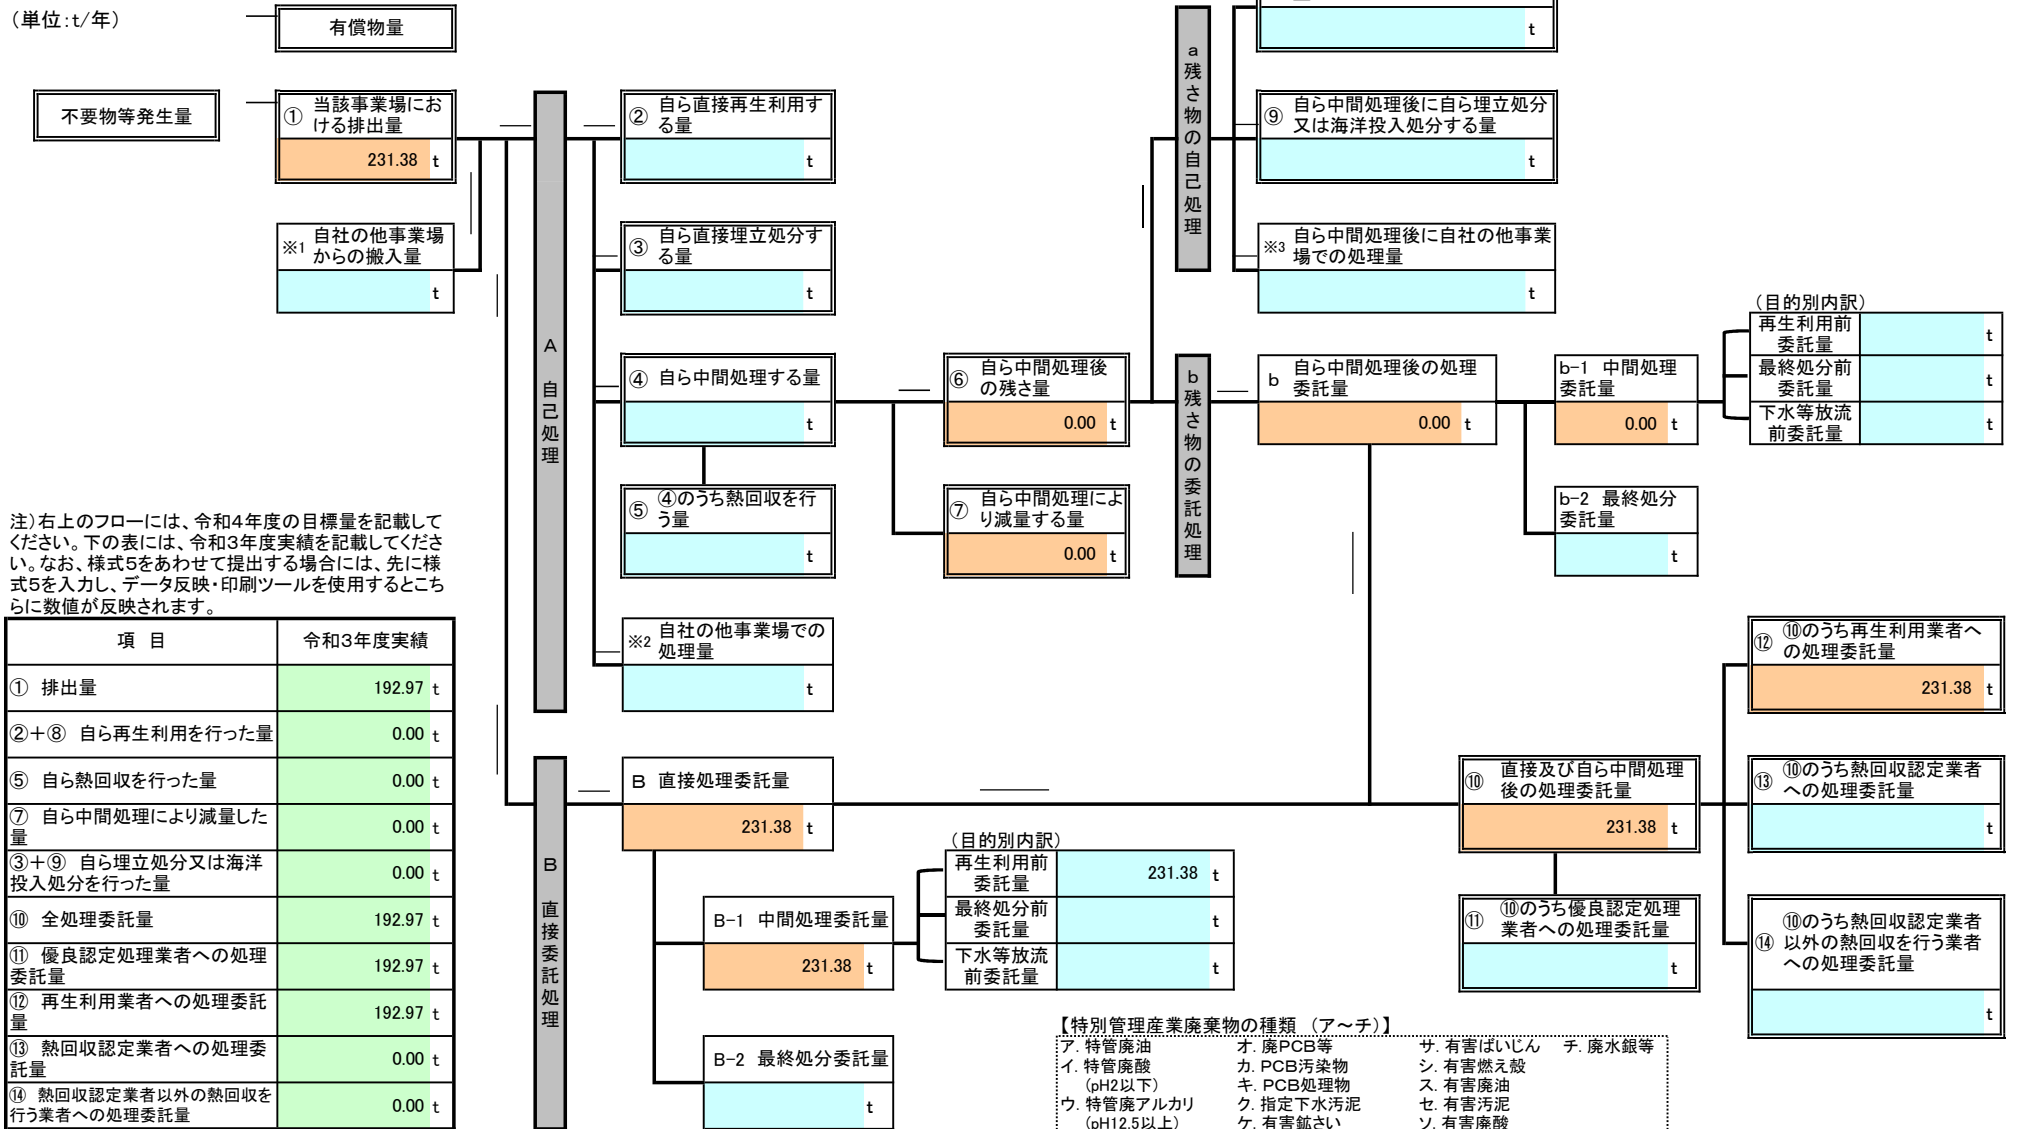 （単位：t/年）
有償物量
不要物等発生量
① 当該事業場にお
ける排出量
231.38 t
※1 自社の他事業場
からの搬入量
t
A 自己処理
② 自ら直接再生利用す
る量
t
③ 自ら直接埋立処分す
る量
t
④ 自ら中間処理する量
t
⑤ ④のうち熱回収を行
う量
t
※2 自社の他事業場での
処理量
t
⑥ 自ら中間処理後
の残さ量
0.00 t
⑦ 自ら中間処理によ
り減量する量
0.00 t
a 残さ物の自己処理
t
⑨ 自ら中間処理後に自ら埋立処分
又は海洋投入処分する量
t
※3 自ら中間処理後に自社の他事業
場での処理量
t
b 残さ物の委託処理
b 自ら中間処理後の処理
委託量
0.00 t
b-1 中間処理
委託量
0.00 t
b-2 最終処分
委託量
t
（目的別内訳）
再生利用前
委託量
t
最終処分前
委託量
t
下水等放流
前委託量
t
注）右上のフローには、令和4年度の目標量を記載して
ください。下の表には、令和3年度実績を記載してくださ
い。なお、様式5をあわせて提出する場合には、先に様
式5を入力し、データ反映・印刷ツールを使用するとこち
らに数値が反映されます。
項 目 令和3年度実績
① 排出量 192.97 t
②＋⑧ 自ら再生利用を行った量 0.00 t
⑤ 自ら熱回収を行った量 0.00 t
⑦ 自ら中間処理により減量した
量 0.00 t
③＋⑨ 自ら埋立処分又は海洋
投入処分を行った量 0.00 t
⑩ 全処理委託量 192.97 t
⑪ 優良認定処理業者への処理
委託量 192.97 t
⑫ 再生利用業者への処理委託
量 192.97 t
⑬ 熱回収認定業者への処理委
託量 0.00 t
⑭ 熱回収認定業者以外の熱回収を
行う業者への処理委託量 0.00 t
B 直接委託処理
B 直接処理委託量
231.38 t
B-1 中間処理委託量
231.38 t
B-2 最終処分委託量
t
（目的別内訳）
再生利用前
委託量
231.38 t
最終処分前
委託量
t
下水等放流
前委託量
t
⑩ 直接及び自ら中間処理
後の処理委託量
231.38 t
⑪ ⑩のうち優良認定処理
業者への処理委託量
t
⑫ ⑩のうち再生利用業者へ
の処理委託量
231.38 t
⑬ ⑩のうち熱回収認定業者
への処理委託量
t
⑭ ⑩のうち熱回収認定業者
以外の熱回収を行う業者
への処理委託量
t
【特別管理産業廃棄物の種類 （ア～チ）】
ア. 特管廃油 オ. 廃PCB等 サ. 有害ばいじん チ. 廃水銀等
イ. 特管廃酸 カ. PCB汚染物 シ. 有害燃え殻
（pH2以下） キ. PCB処理物 ス. 有害廃油
ウ. 特管廃アルカリ ク. 指定下水汚泥 セ. 有害汚泥
（pH12.5以上） ケ. 有害鉱さい ソ. 有害廃酸